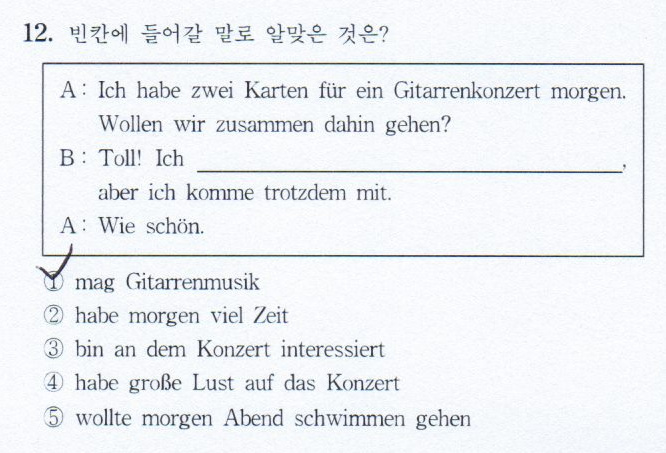 12. 빈칸에 들어갈 말로 알맞은 것은?
A : Ich habe zwei Karten für ein Gitarrenkonzert morgen.
Wollen wir zusammen dahin gehen?
B : Toll! Ich ____________________,
aber ich komme trotzdem mit.
A : Wie schön.
① mag Gitarrenmusik
② habe morgen viel Zeit
③ bin an dem Konzert interessiert
④ habe große Lust auf das Konzert
⑤ wollte morgen Abend schwimmen gehen